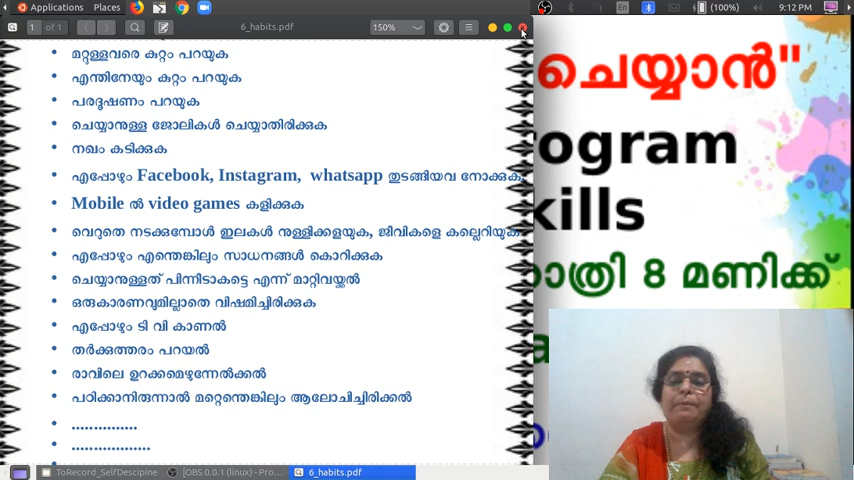 Applications Places En (100%) 9:12 PM
1 of 1 6_habits.pdf 150%
മറ്റുള്ളവരെ കുറ്റം പറയുക
എന്തിനേയും കുറ്റം പറയുക
പരദൂഷണം പറയുക
ചെയ്യാനുള്ള ജോലികൾ ചെയ്യാതിരിക്കുക
നഖം കടിക്കുക
എപ്പോഴും Facebook, Instagram, whatsapp തുടങ്ങിയവ നോക്കുക
Mobile ൽ video games കളിക്കുക
വെറുതെ നടക്കുമ്പോൾ ഇലകൾ നുള്ളിക്കളയുക, ജീവികളെ കല്ലെറിയുക
എപ്പോഴും എന്തെങ്കിലും സാധനങ്ങൾ കൊറിക്കുക
ചെയ്യാനുള്ളത് പിന്നീടാകട്ടെ എന്ന് മാറ്റിവയ്ക്കൽ
ഒരുകാരണവുമില്ലാതെ വിഷമിച്ചിരിക്കുക
എപ്പോഴും ടി വി കാണൽ
തർക്കുത്തരം പറയൽ
രാവിലെ ഉറക്കമെഴുന്നേൽക്കൽ
പഠിക്കാനിരുന്നാൽ മറ്റെന്തെങ്കിലും ആലോചിച്ചിരിക്കൽ
...............
..................
ചെയ്യാൻ"
rogram
kills
രാത്രി 8 മണിക്ക്
ToRecord_SelfDescipine [OBS 0.0.1 (linux) - Pro... 6_habits.pdf